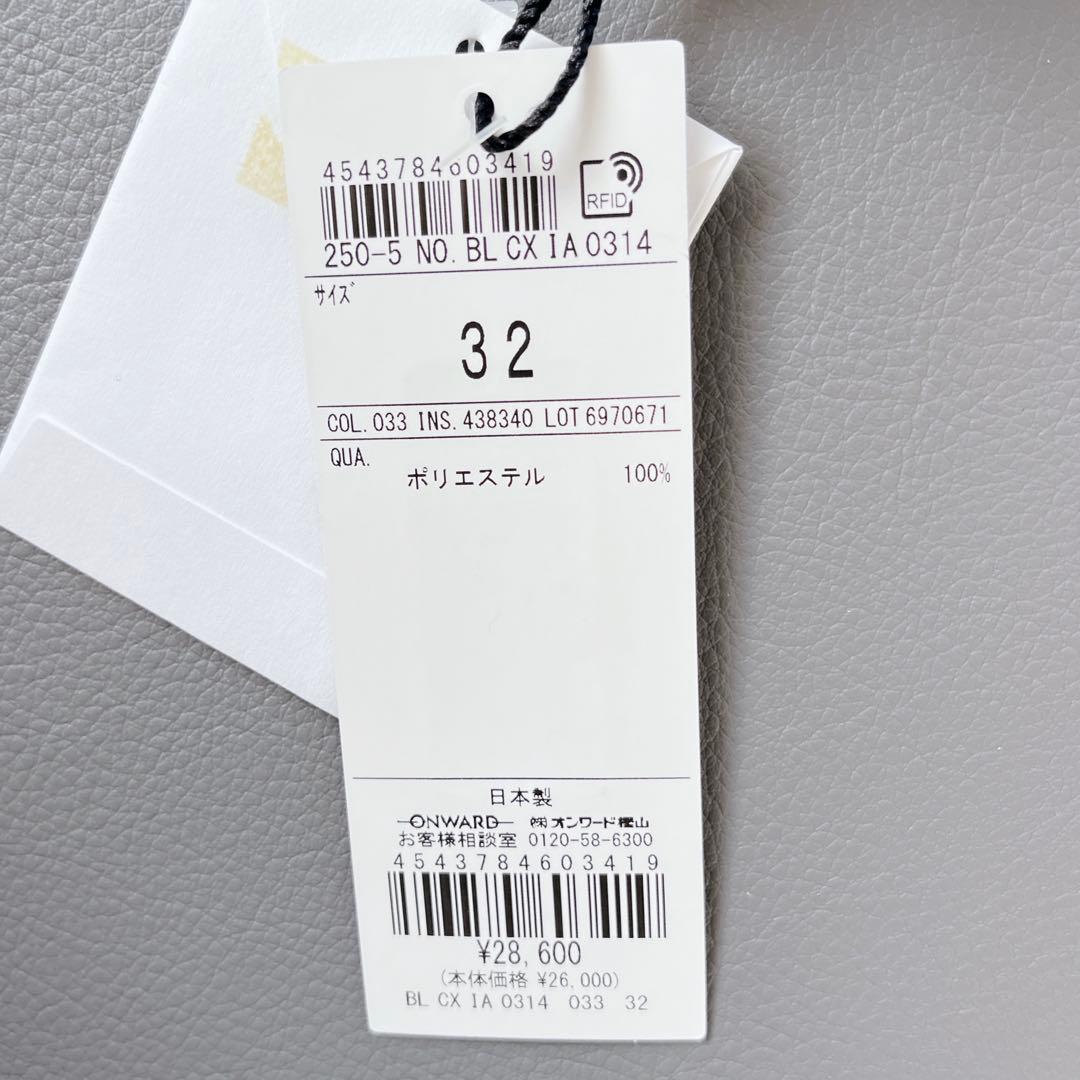 4543784603419
RFID
250-5 NO. BL CX IA 0314
サイズ
32
COL. 033 INS. 438340 LOT 6970671
QUA.
ポリエステル 100%
日本製
ONWARD ㈱オンワード樫山
お客様相談室 0120-58-6300
4543784603419
¥28,600
(本体価格 ¥26,000)
BL CX IA 0314 033 32